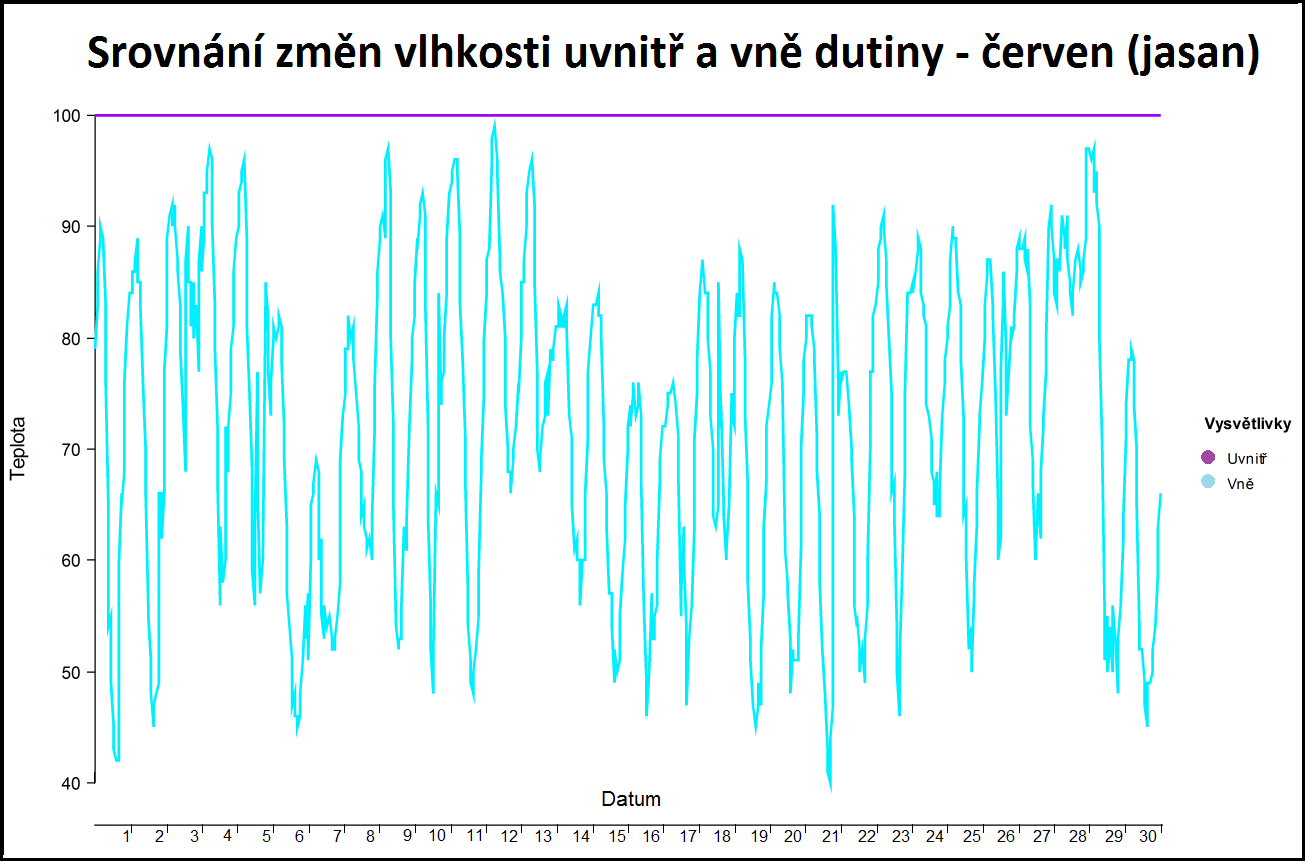 Srovnání změn vlhkosti uvnitř a vně dutiny - červen (jasan)
100
90
80
70
60
50
40
Teplota
Vysvětlivky
Uvnitř
Vně
Datum
1 2 3 4 5 6 7 8 9 10 11 12 13 14 15 16 17 18 19 20 21 22 23 24 25 26 27 28 29 30